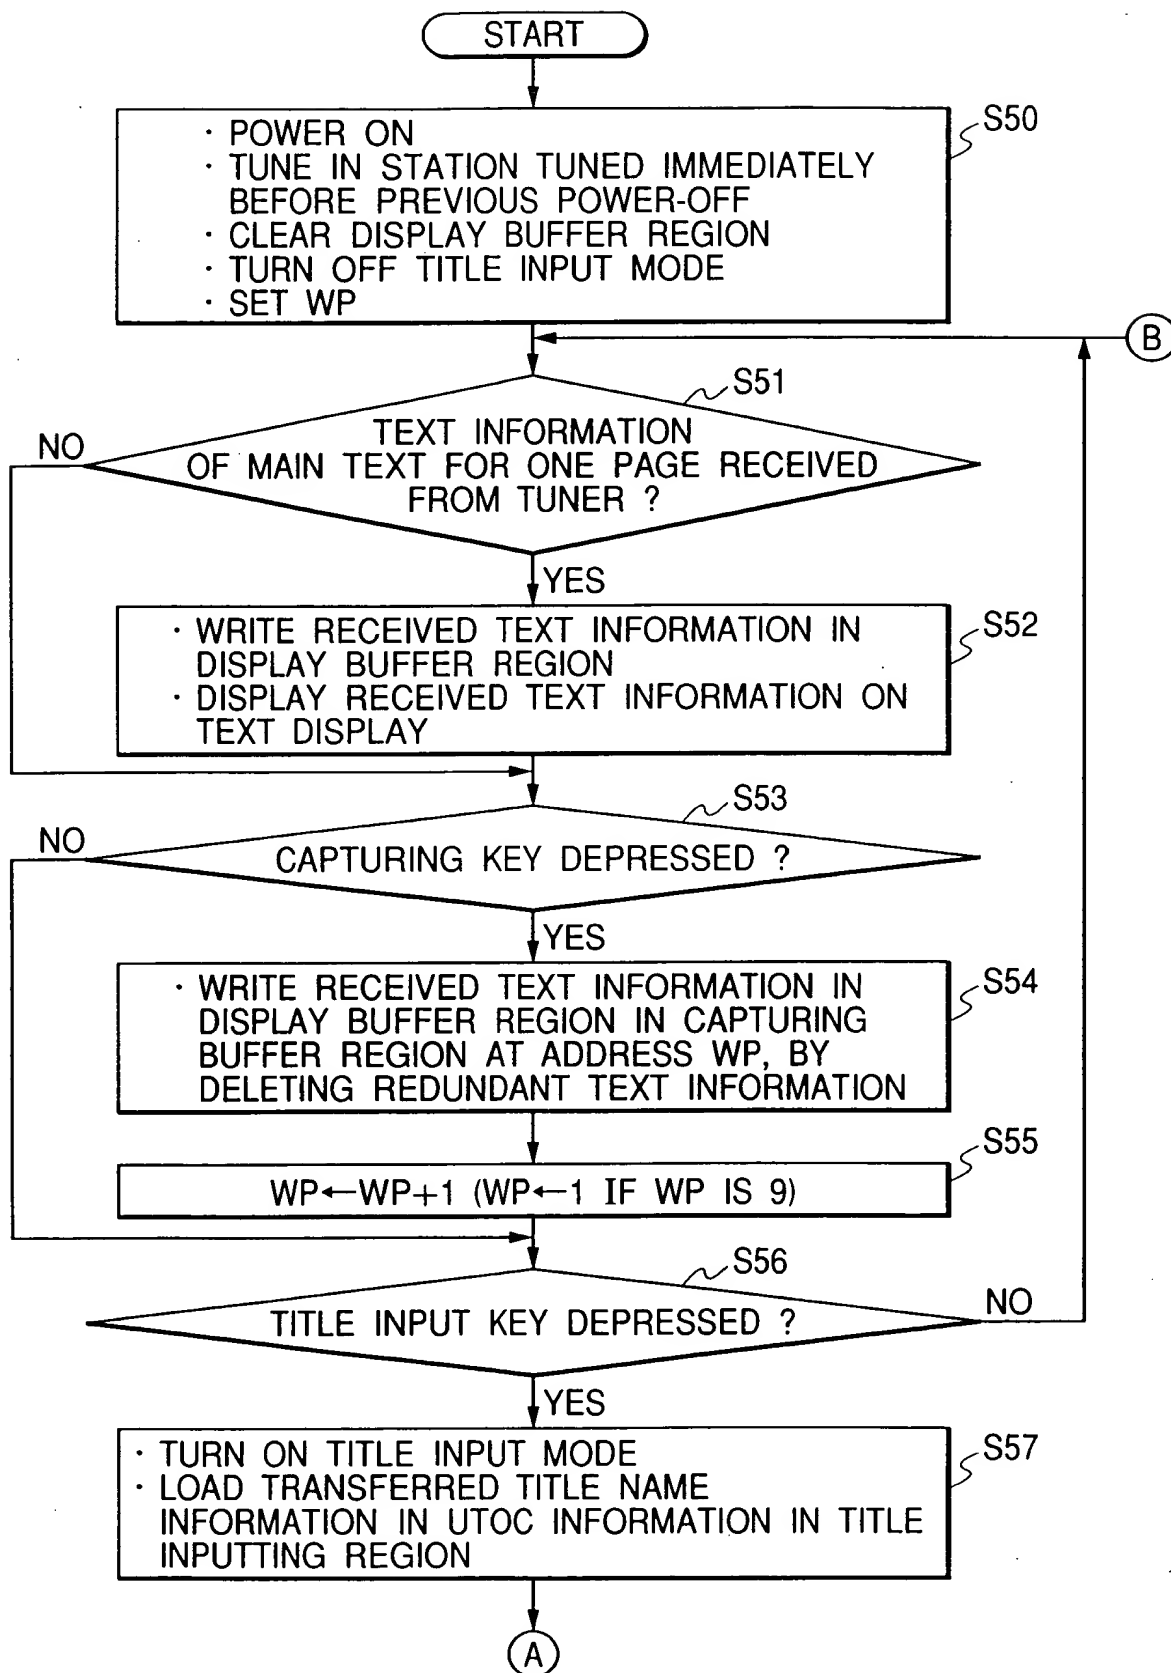 START
S50
· POWER ON
· TUNE IN STATION TUNED IMMEDIATELY
BEFORE PREVIOUS POWER-OFF
· CLEAR DISPLAY BUFFER REGION
· TURN OFF TITLE INPUT MODE
· SET WP
B
S51
NO
TEXT INFORMATION
OF MAIN TEXT FOR ONE PAGE RECEIVED
FROM TUNER ?
YES
S52
· WRITE RECEIVED TEXT INFORMATION IN
DISPLAY BUFFER REGION
· DISPLAY RECEIVED TEXT INFORMATION ON
TEXT DISPLAY
S53
NO
CAPTURING KEY DEPRESSED ?
YES
S54
· WRITE RECEIVED TEXT INFORMATION IN
DISPLAY BUFFER REGION IN CAPTURING
BUFFER REGION AT ADDRESS WP, BY
DELETING REDUNDANT TEXT INFORMATION
S55
WP←WP+1 (WP←1 IF WP IS 9)
S56
TITLE INPUT KEY DEPRESSED ?
NO
YES
S57
· TURN ON TITLE INPUT MODE
· LOAD TRANSFERRED TITLE NAME
INFORMATION IN UTOC INFORMATION IN TITLE
INPUTTING REGION
A